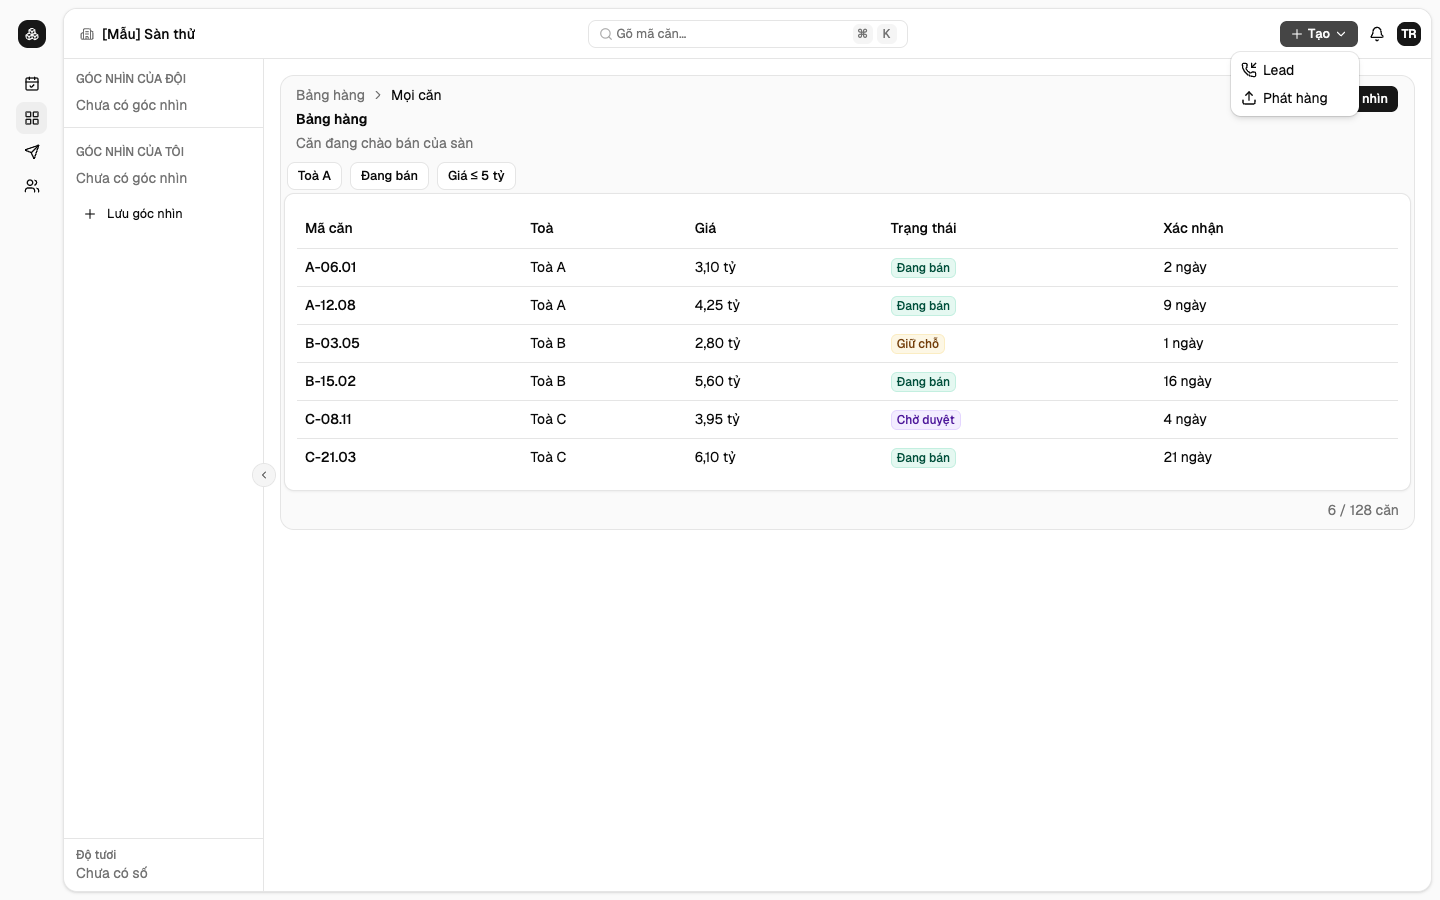 [Mẫu] Sàn thử
Gõ mã căn...
⌘ K
Tạo
TR
Lead
Phát hàng
GÓC NHÌN CỦA ĐỘI
Chưa có góc nhìn
GÓC NHÌN CỦA TÔI
Chưa có góc nhìn
Lưu góc nhìn
Độ tươi
Chưa có số
Bảng hàng > Mọi căn
nhìn
Bảng hàng
Căn đang chào bán của sàn
Toà A Đang bán Giá ≤ 5 tỷ
Mã căn Toà Giá Trạng thái Xác nhận
A-06.01 Toà A 3,10 tỷ Đang bán 2 ngày
A-12.08 Toà A 4,25 tỷ Đang bán 9 ngày
B-03.05 Toà B 2,80 tỷ Giữ chỗ 1 ngày
B-15.02 Toà B 5,60 tỷ Đang bán 16 ngày
C-08.11 Toà C 3,95 tỷ Chờ duyệt 4 ngày
C-21.03 Toà C 6,10 tỷ Đang bán 21 ngày
6 / 128 căn